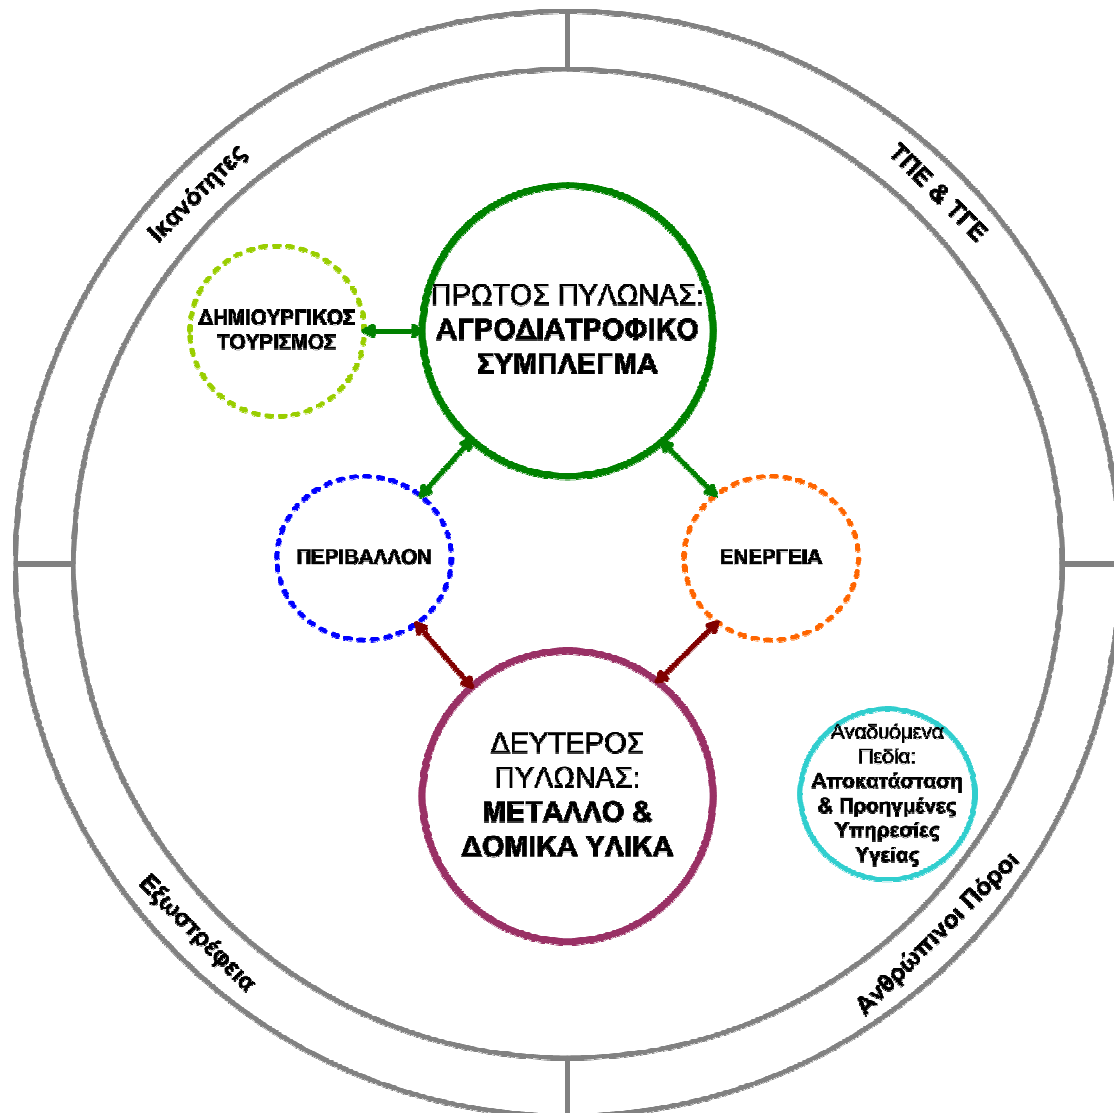 Ικανότητες
ΤΠΕ & ΤΓΕ
ΠΡΩΤΟΣ ΠΥΛΩΝΑΣ:
ΑΓΡΟΔΙΑΤΡΟΦΙΚΟ
ΣΥΜΠΛΕΓΜΑ
ΔΗΜΙΟΥΡΓΙΚΟΣ
ΤΟΥΡΙΣΜΟΣ
ΠΕΡΙΒΑΛΛΟΝ
ΕΝΕΡΓΕΙΑ
ΔΕΥΤΕΡΟΣ
ΠΥΛΩΝΑΣ:
ΜΕΤΑΛΛΟ &
ΔΟΜΙΚΑ ΥΛΙΚΑ
Αναδυόμενα
Πεδία:
Αποκατάσταση
& Προηγμένες
Υπηρεσίες
Υγείας
Εξωστρέφεια
Ανθρώπινοι Πόροι